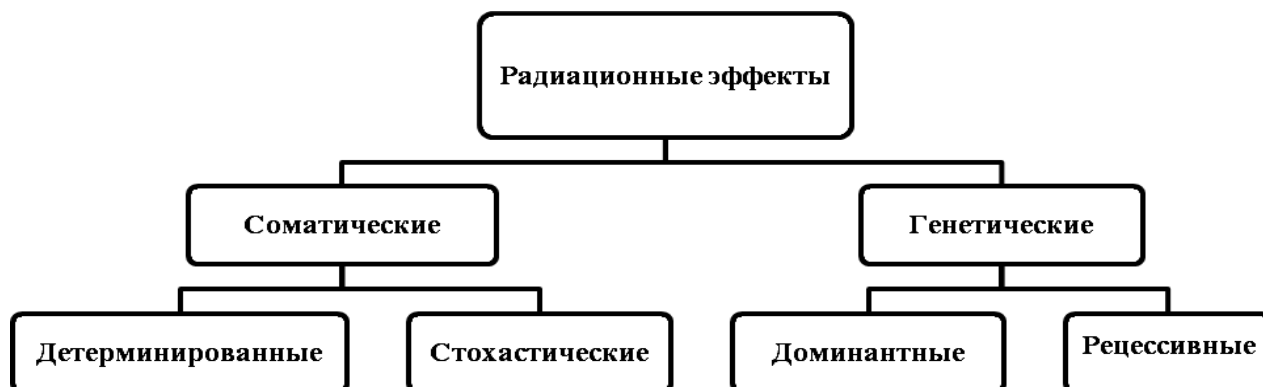 Радиационные эффекты
Соматические
Генетические
Детерминированные
Стохастические
Доминантные
Рецессивные